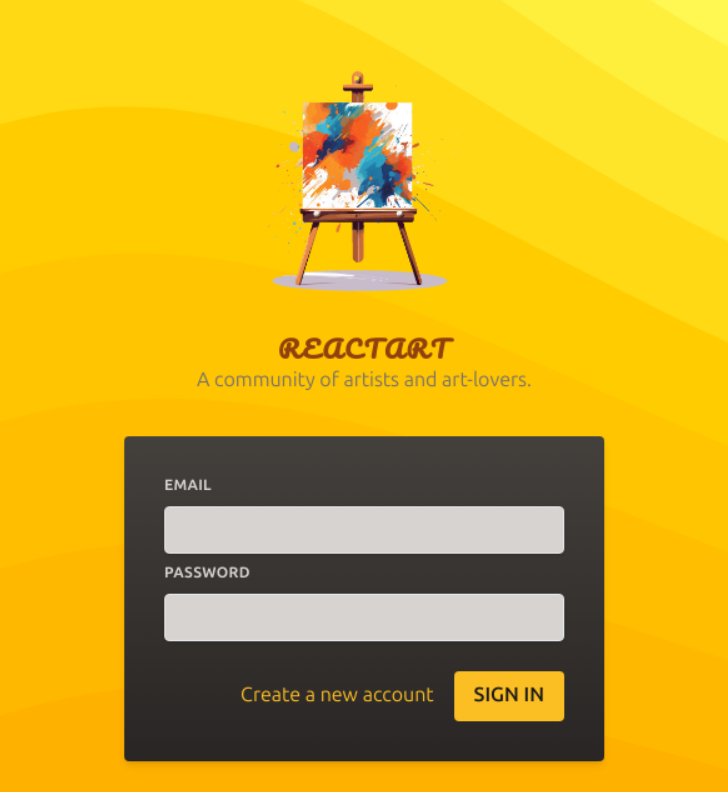 REACTART
A community of artists and art-lovers.
EMAIL
PASSWORD
Create a new account
SIGN IN